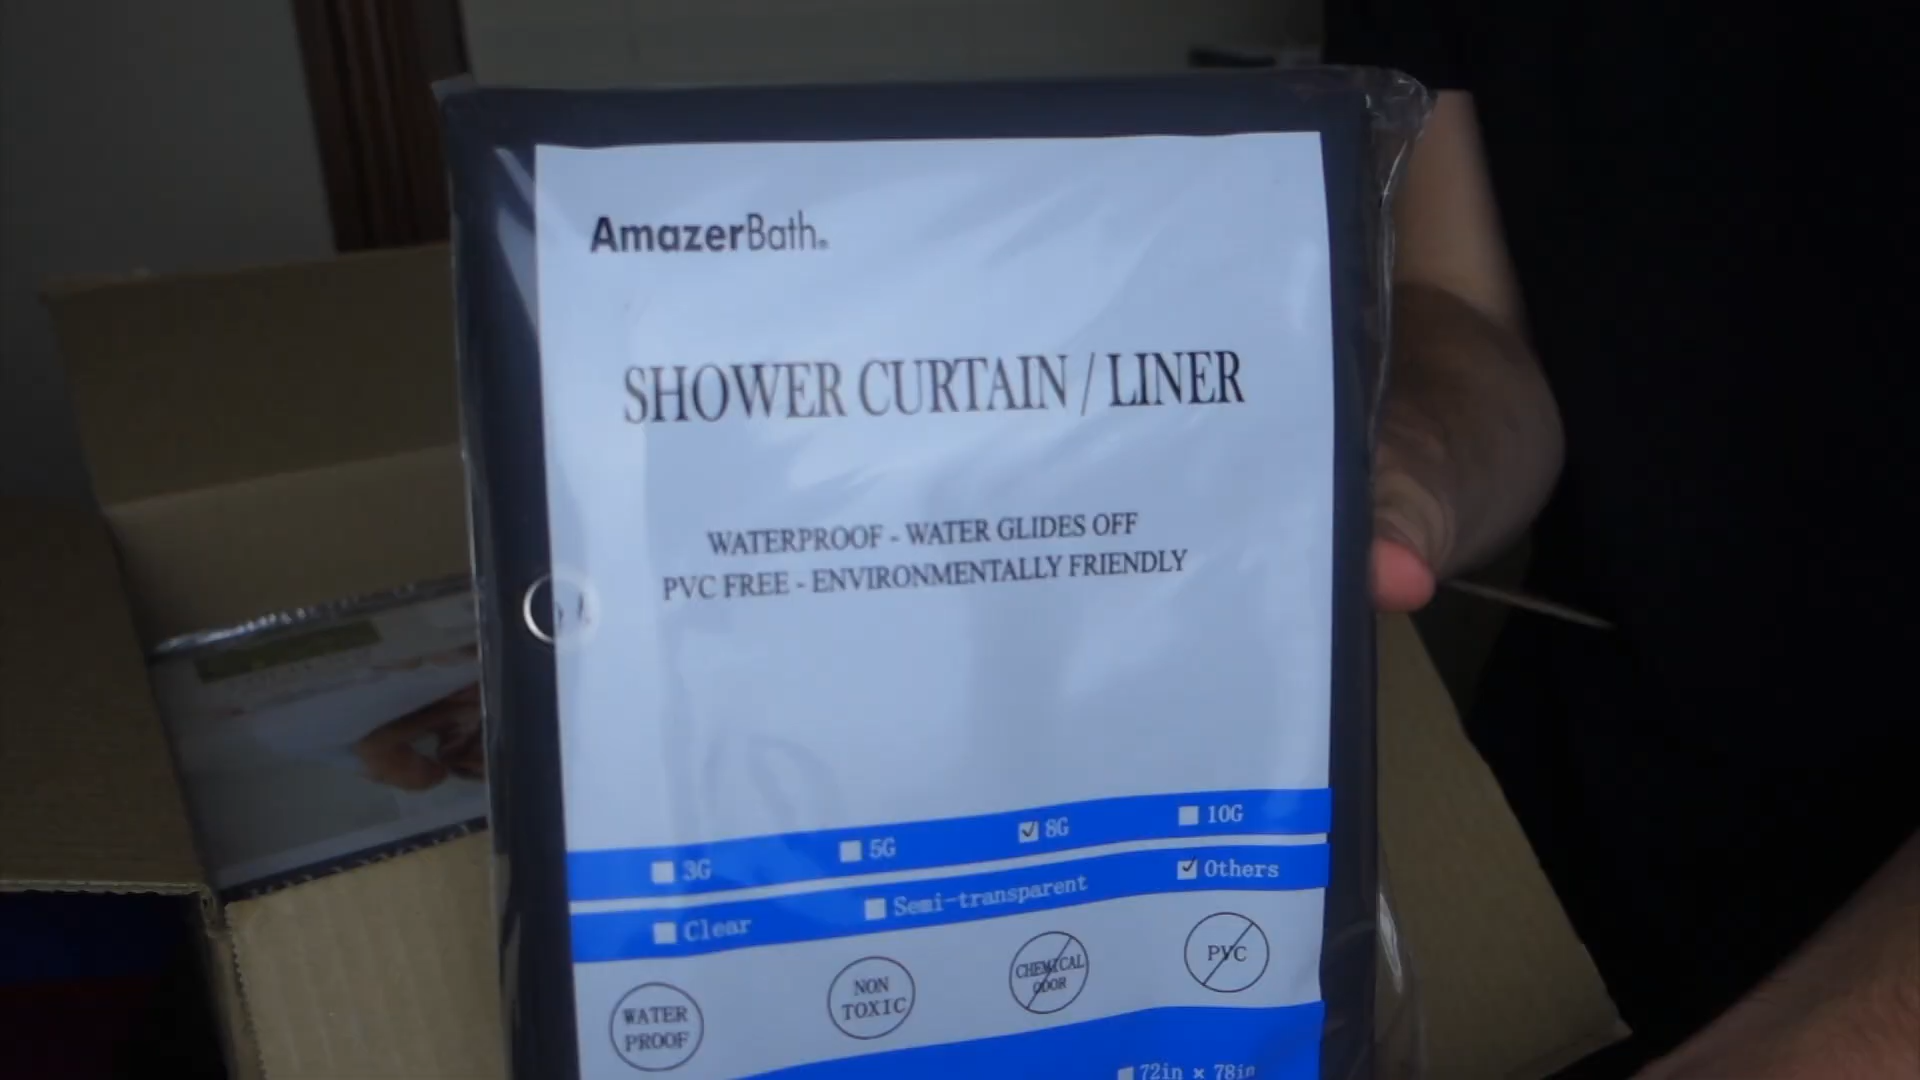 AmazerBath®
SHOWER CURTAIN / LINER
WATERPROOF - WATER GLIDES OFF
PVC FREE - ENVIRONMENTALLY FRIENDLY
3G 5G 8G 10G
Clear Semi-transparent Others
WATER
PROOF
NON
TOXIC
CHEMICAL
ODOR
PVC
72in × 78in